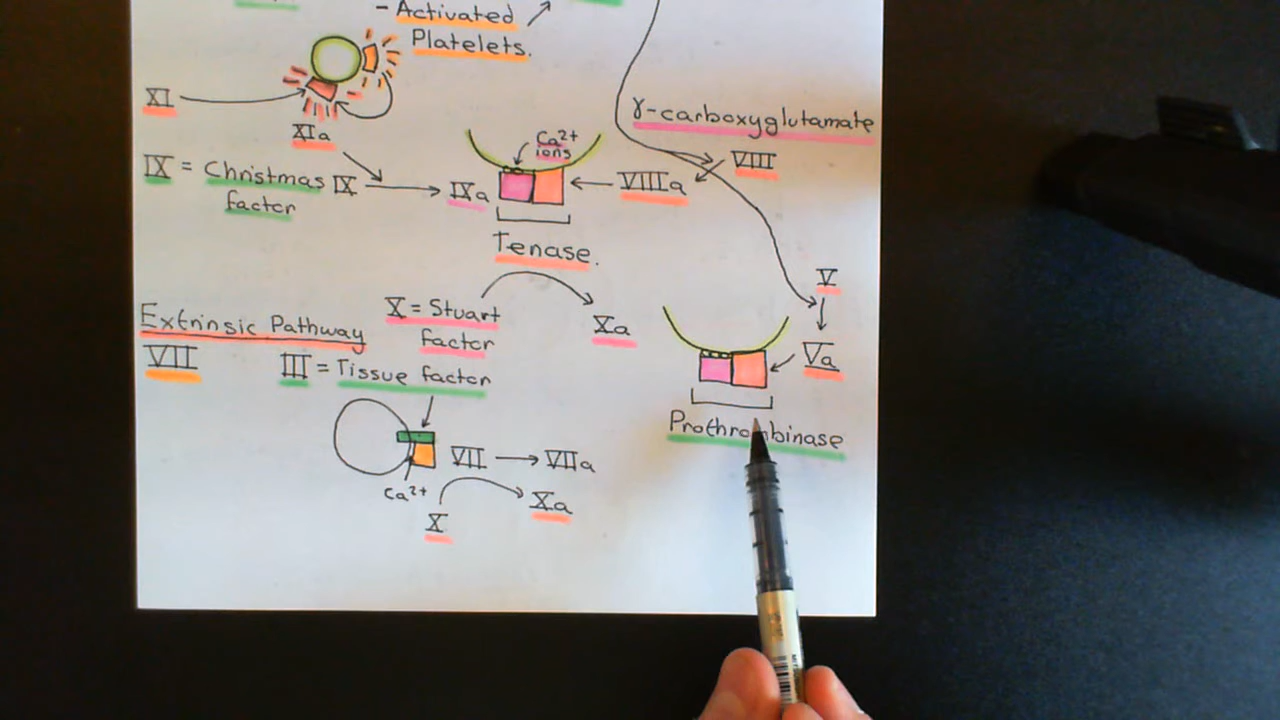 - Activated
Platelets.
XI
XIa
Ca²⁺
ions
γ-carboxyglutamate
VIII
IX = Christmas
factor
IX
IXa
VIIIa
Tenase.
V
X = Stuart
factor
Xa
Extrinsic Pathway
VII
III = Tissue factor
Va
Prothrombinase
VII
VIIa
Ca²⁺
X
Xa